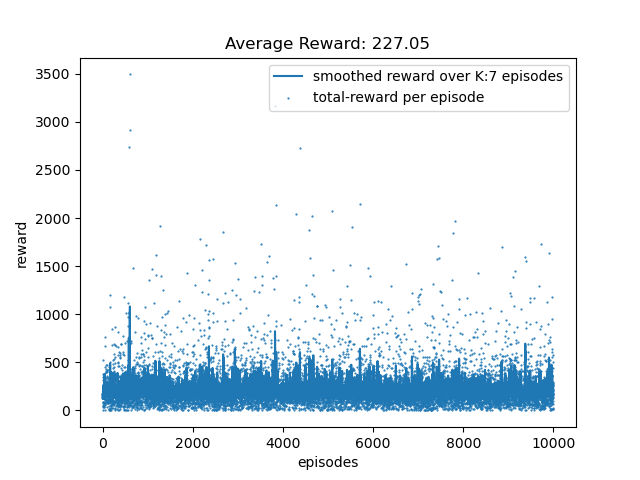 Average Reward: 227.05
smoothed reward over K:7 episodes
total-reward per episode
reward
3500
3000
2500
2000
1500
1000
500
0
0 2000 4000 6000 8000 10000
episodes